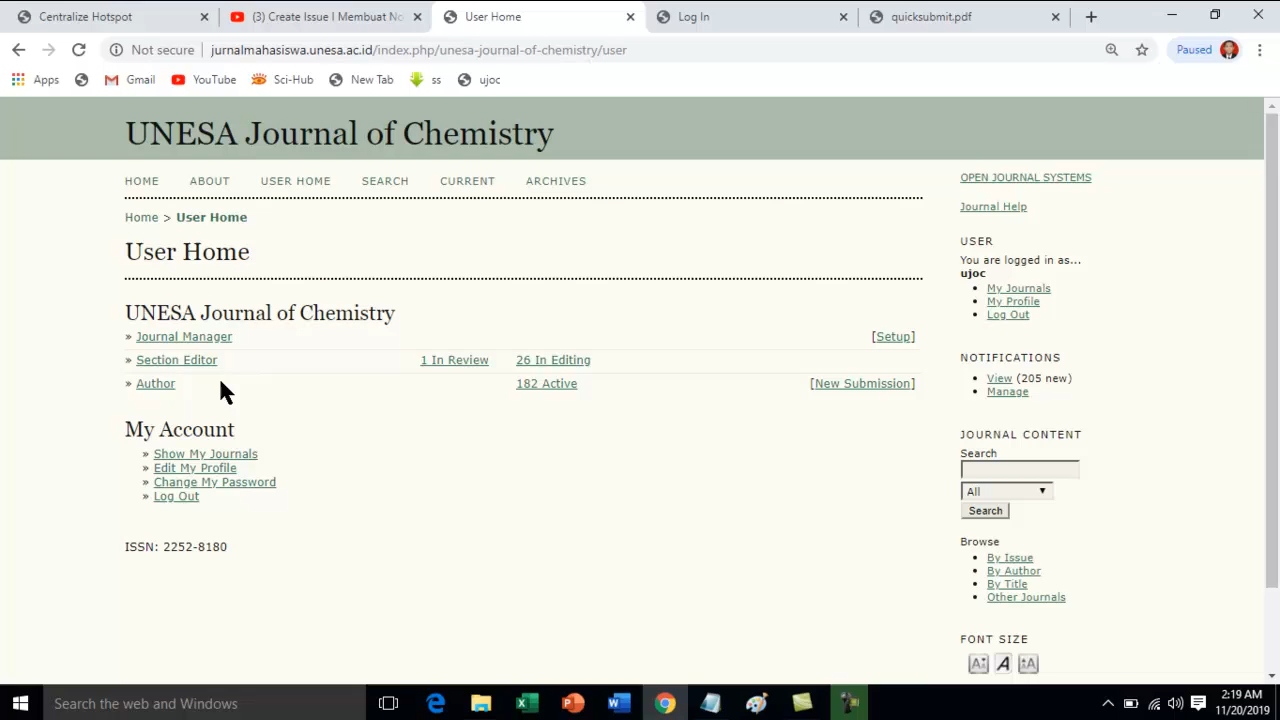 Centralize Hotspot
(3) Create Issue I Membuat No
User Home
Log In
quicksubmit.pdf
Not secure
jurnalmahasiswa.unesa.ac.id/index.php/unesa-journal-of-chemistry/user
Paused
Apps
Gmail
YouTube
Sci-Hub
New Tab
ss
ujoc
UNESA Journal of Chemistry
HOME ABOUT USER HOME SEARCH CURRENT ARCHIVES
Home > User Home
User Home
UNESA Journal of Chemistry
» Journal Manager [Setup]
» Section Editor 1 In Review 26 In Editing
» Author 182 Active [New Submission]
My Account
» Show My Journals
» Edit My Profile
» Change My Password
» Log Out
ISSN: 2252-8180
OPEN JOURNAL SYSTEMS
Journal Help
USER
You are logged in as...
ujoc
My Journals
My Profile
Log Out
NOTIFICATIONS
View (205 new)
Manage
JOURNAL CONTENT
Search
All
Search
Browse
By Issue
By Author
By Title
Other Journals
FONT SIZE
Search the web and Windows
2:19 AM
11/20/2019